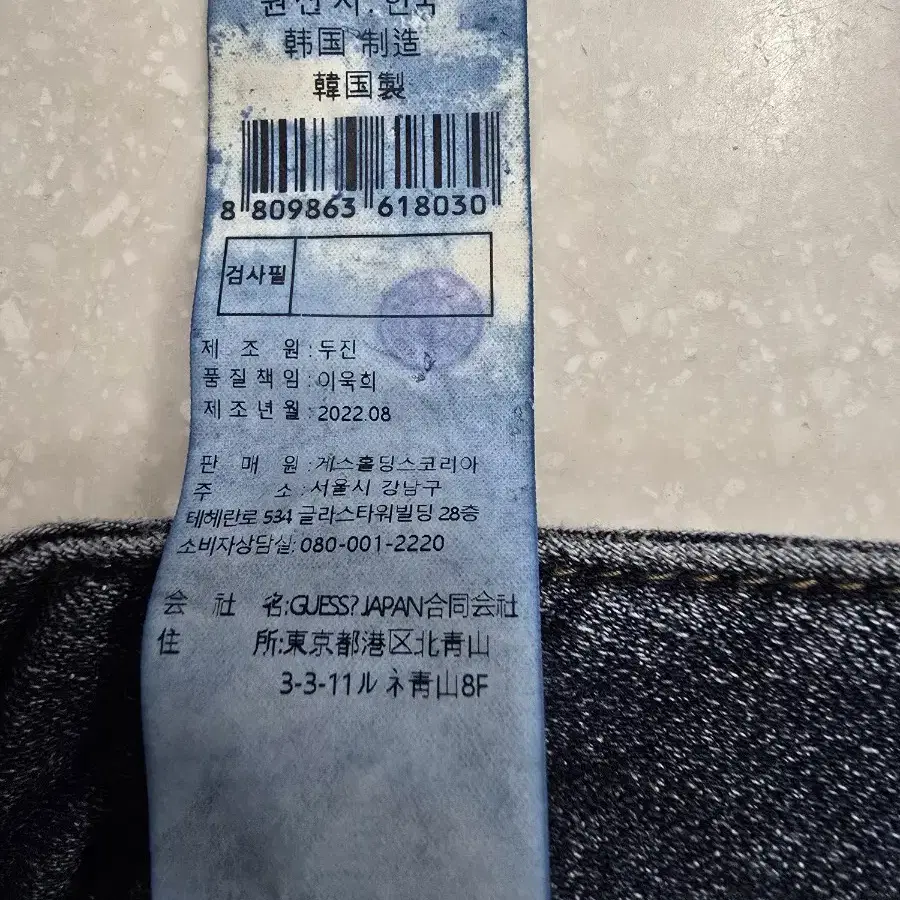 원산지: 한국
韩国 制造
韓国製
8 809863 618030
검사필
제 조 원 : 두진
품질책임 : 이욱희
제조년월 : 2022.08
판 매 원 : 게스홀딩스코리아
주 소 : 서울시 강남구
테헤란로 534 글라스타워빌딩 28층
소비자상담실: 080-001-2220
会 社 名:GUESS? JAPAN合同会社
住 所:東京都港区北青山
3-3-11ルネ青山8F